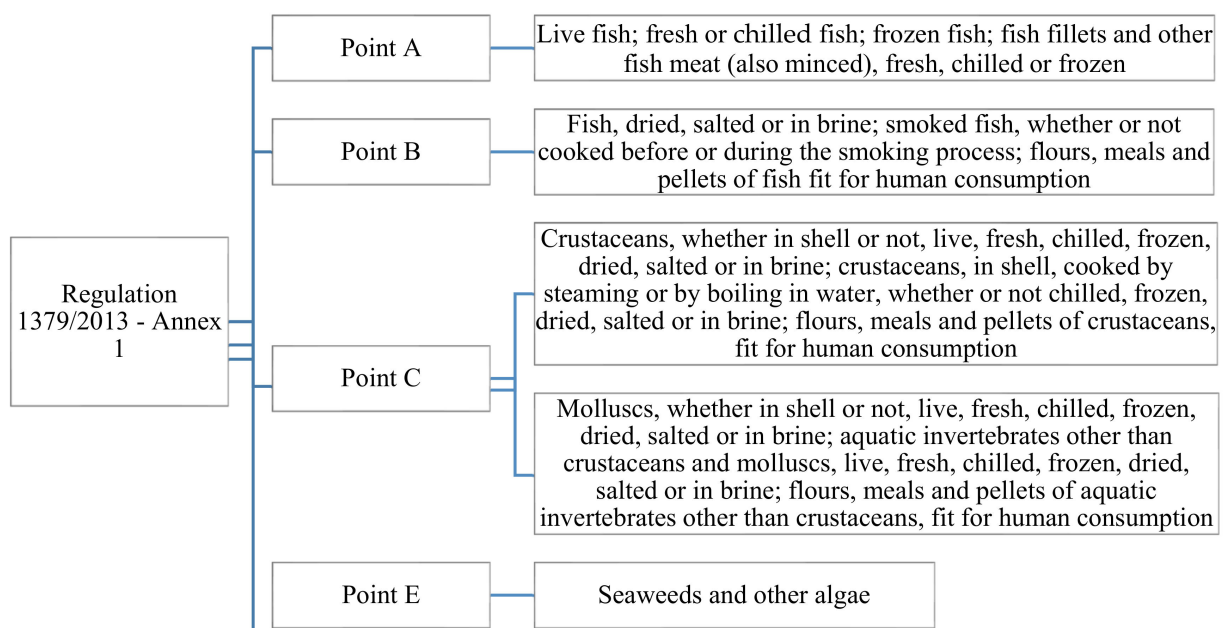 Regulation
1379/2013 - Annex
1
Point A
Live fish; fresh or chilled fish; frozen fish; fish fillets and other
fish meat (also minced), fresh, chilled or frozen
Point B
Fish, dried, salted or in brine; smoked fish, whether or not
cooked before or during the smoking process; flours, meals and
pellets of fish fit for human consumption
Point C
Crustaceans, whether in shell or not, live, fresh, chilled, frozen,
dried, salted or in brine; crustaceans, in shell, cooked by
steaming or by boiling in water, whether or not chilled, frozen,
dried, salted or in brine; flours, meals and pellets of crustaceans,
fit for human consumption
Molluscs, whether in shell or not, live, fresh, chilled, frozen,
dried, salted or in brine; aquatic invertebrates other than
crustaceans and molluscs, live, fresh, chilled, frozen, dried,
salted or in brine; flours, meals and pellets of aquatic
invertebrates other than crustaceans, fit for human consumption
Point E
Seaweeds and other algae